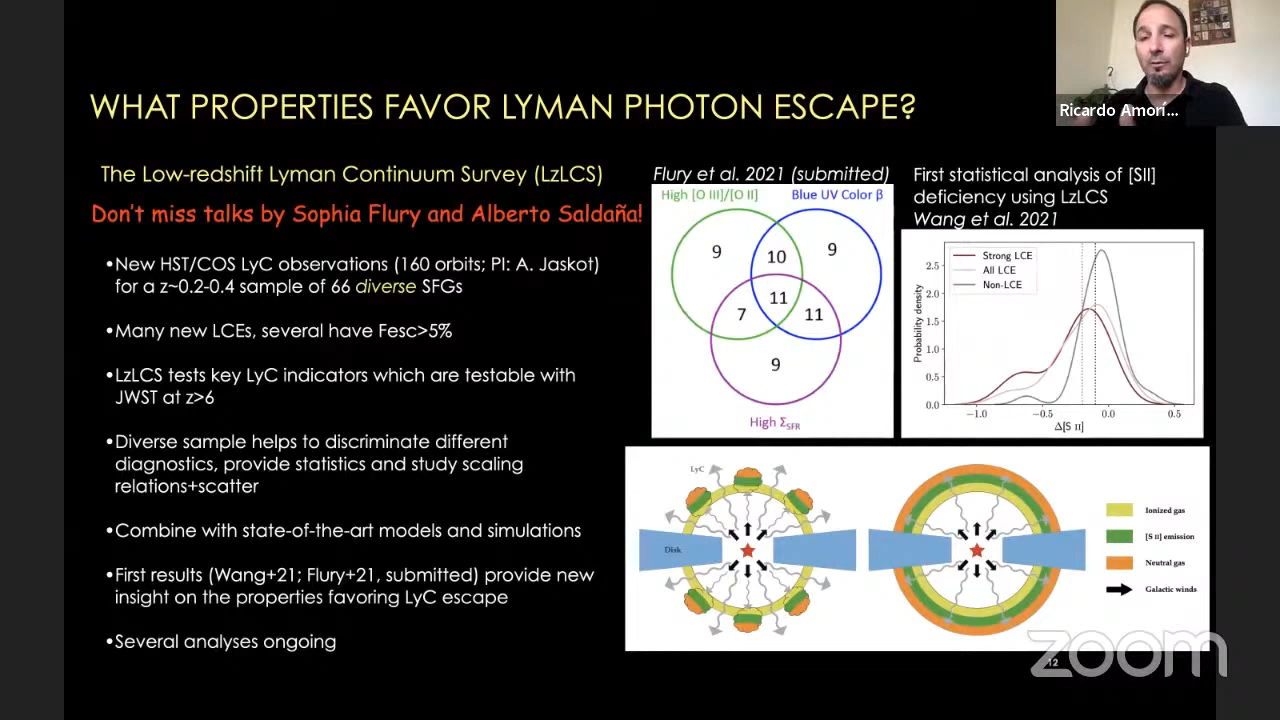 Ricardo Amorí...
WHAT PROPERTIES FAVOR LYMAN PHOTON ESCAPE?
The Low-redshift Lyman Continuum Survey (LzLCS)
Don't miss talks by Sophia Flury and Alberto Saldaña!
•New HST/COS LyC observations (160 orbits; PI: A. Jaskot)
for a z~0.2-0.4 sample of 66 diverse SFGs
•Many new LCEs, several have Fesc>5%
•LzLCS tests key LyC indicators which are testable with
JWST at z>6
•Diverse sample helps to discriminate different
diagnostics, provide statistics and study scaling
relations+scatter
•Combine with state-of-the-art models and simulations
•First results (Wang+21; Flury+21, submitted) provide new
insight on the properties favoring LyC escape
•Several analyses ongoing
Flury et al. 2021 (submitted)
High [O III]/[O II]
Blue UV Color β
9
10
9
11
7
11
9
High Σ_SFR
First statistical analysis of [SII]
deficiency using LzLCS
Wang et al. 2021
Strong LCE
All LCE
Non-LCE
Probability density
2.5
2.0
1.5
1.0
0.5
0.0
−1.0
−0.5
0.0
0.5
Δ[S II]
LyC
Disk
Ionized gas
[S II] emission
Neutral gas
Galactic winds
zoom
12